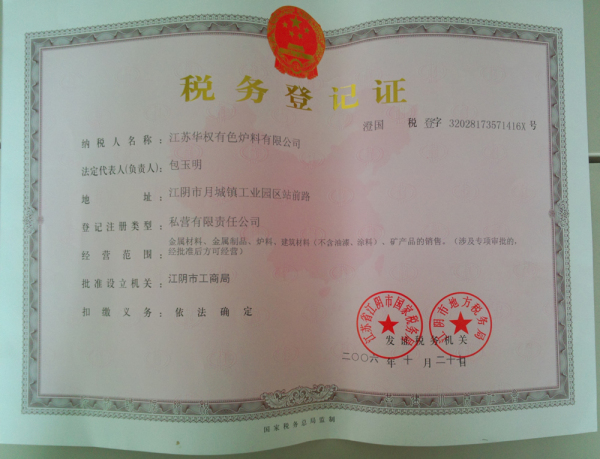 税务登记证
澄国 税 登字 32028173571416X 号
纳税人名称: 江苏华权有色炉料有限公司
法定代表人(负责人): 包玉明
地址: 江阴市月城镇工业园区站前路
登记注册类型: 私营有限责任公司
金属材料、金属制品、炉料、建筑材料(不含油漆、涂料)、矿产品的销售。(涉及专项审批的,
经营范围: 经批准后方可经营)
批准设立机关: 江阴市工商局
扣缴义务: 依法确定
江苏省江阴市国家税务局
江阴市地方税务局
发证税务机关
二〇〇六 年 十 月 二十 日
国家税务总局监制